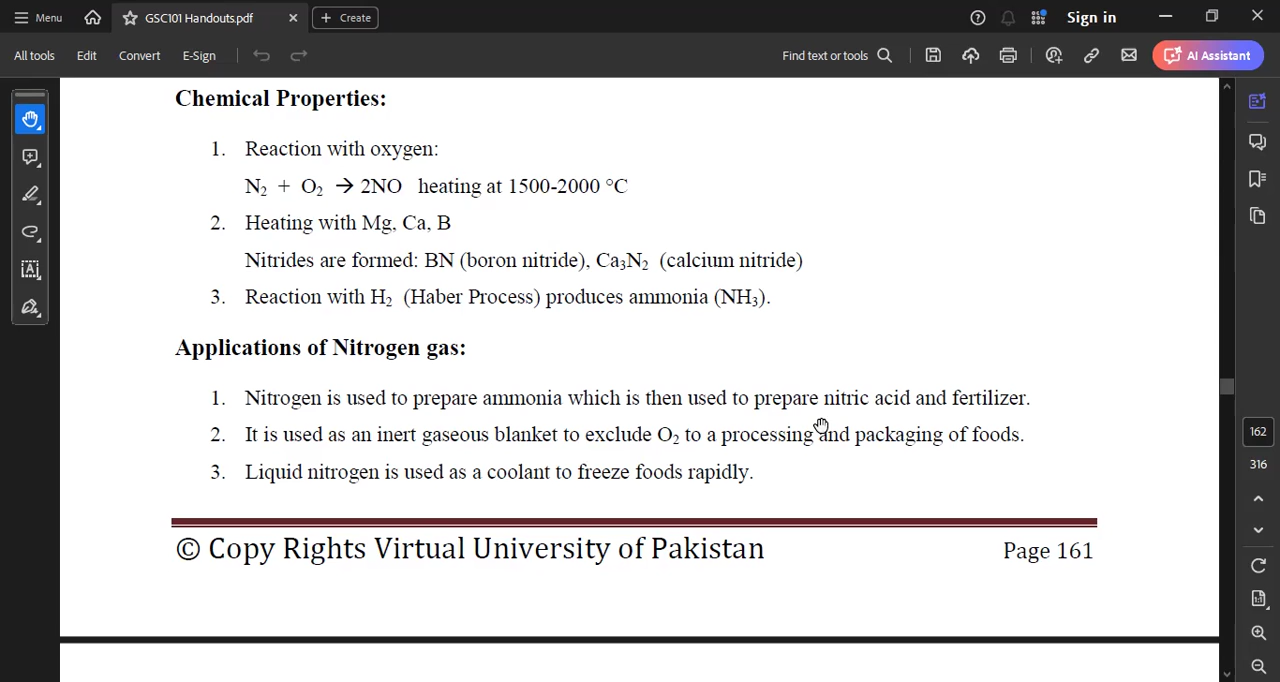 Menu GSC101 Handouts.pdf Create Sign in
All tools Edit Convert E-Sign Find text or tools AI Assistant
Chemical Properties:
1. Reaction with oxygen:
N₂ + O₂ → 2NO heating at 1500-2000 °C
2. Heating with Mg, Ca, B
Nitrides are formed: BN (boron nitride), Ca₃N₂ (calcium nitride)
3. Reaction with H₂ (Haber Process) produces ammonia (NH₃).
Applications of Nitrogen gas:
1. Nitrogen is used to prepare ammonia which is then used to prepare nitric acid and fertilizer.
2. It is used as an inert gaseous blanket to exclude O₂ to a processing and packaging of foods.
3. Liquid nitrogen is used as a coolant to freeze foods rapidly.
© Copy Rights Virtual University of Pakistan Page 161
162
316
1:1